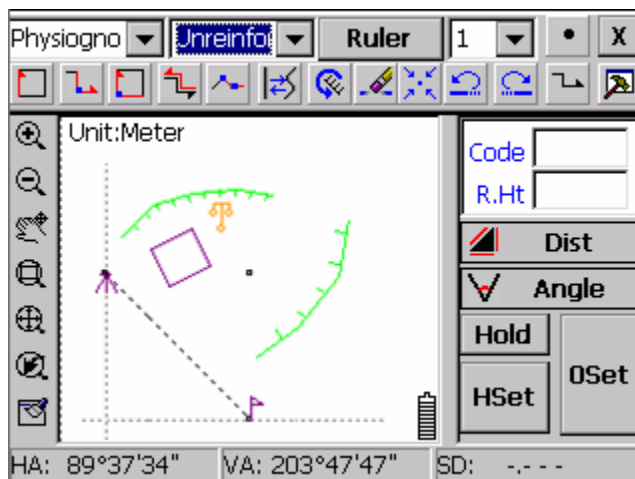 Physiogno Unreinfo Ruler 1 • X
Unit:Meter
Code
R.Ht
Dist
Angle
Hold
HSet
0Set
HA: 89°37'34" VA: 203°47'47" SD: -.- - -